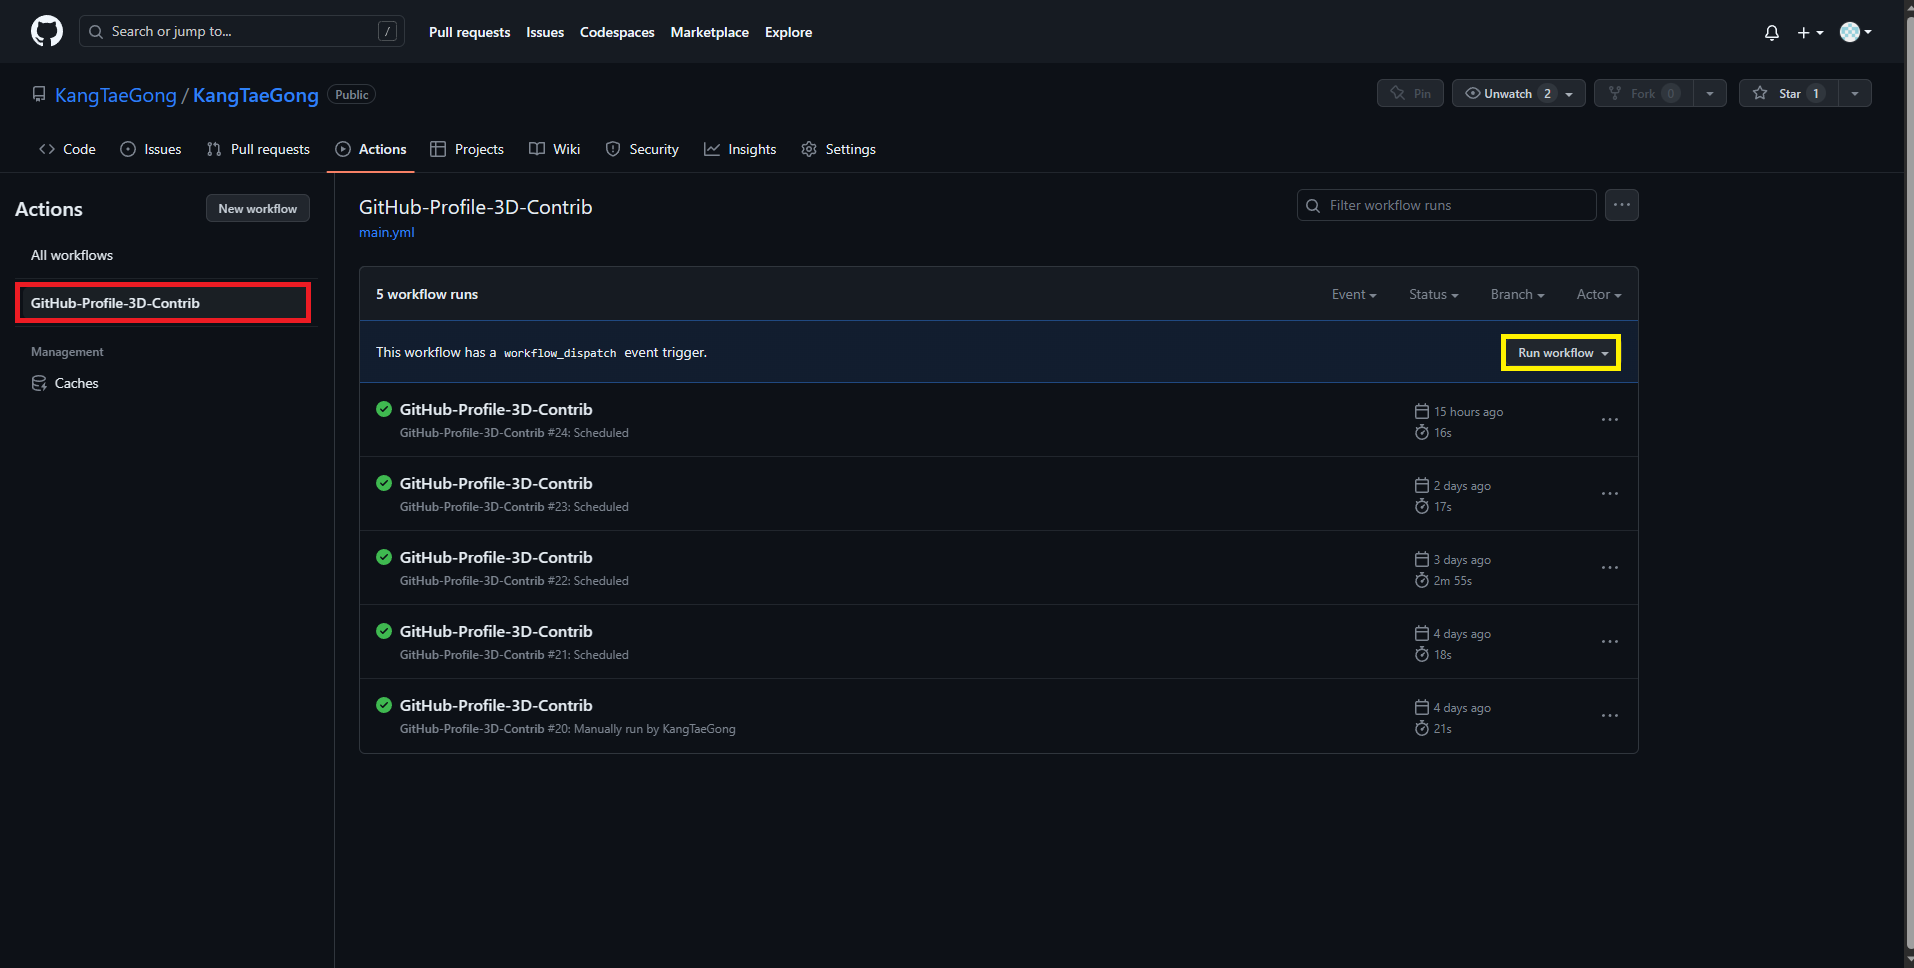 Search or jump to...
/
Pull requests
Issues
Codespaces
Marketplace
Explore
KangTaeGong / KangTaeGong
Public
Pin
Unwatch 2
Fork 0
Star 1
Code
Issues
Pull requests
Actions
Projects
Wiki
Security
Insights
Settings
Actions
New workflow
All workflows
GitHub-Profile-3D-Contrib
Management
Caches
GitHub-Profile-3D-Contrib
main.yml
Filter workflow runs
5 workflow runs
Event
Status
Branch
Actor
This workflow has a workflow_dispatch event trigger.
Run workflow
GitHub-Profile-3D-Contrib
GitHub-Profile-3D-Contrib #24: Scheduled
15 hours ago
16s
GitHub-Profile-3D-Contrib
GitHub-Profile-3D-Contrib #23: Scheduled
2 days ago
17s
GitHub-Profile-3D-Contrib
GitHub-Profile-3D-Contrib #22: Scheduled
3 days ago
2m 55s
GitHub-Profile-3D-Contrib
GitHub-Profile-3D-Contrib #21: Scheduled
4 days ago
18s
GitHub-Profile-3D-Contrib
GitHub-Profile-3D-Contrib #20: Manually run by KangTaeGong
4 days ago
21s